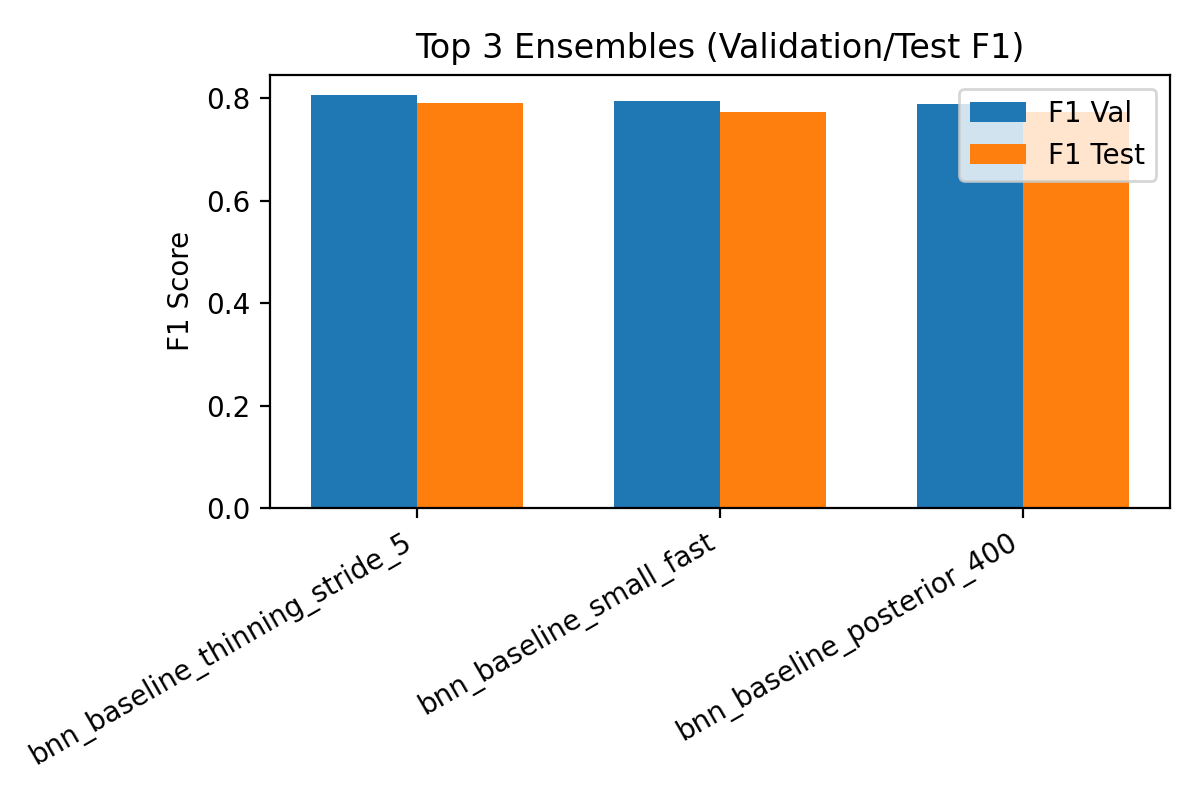 Top 3 Ensembles (Validation/Test F1)
F1 Val
F1 Test
F1 Score
0.8
0.6
0.4
0.2
0.0
bnn_baseline_thinning_stride_5
bnn_baseline_small_fast
bnn_baseline_posterior_400